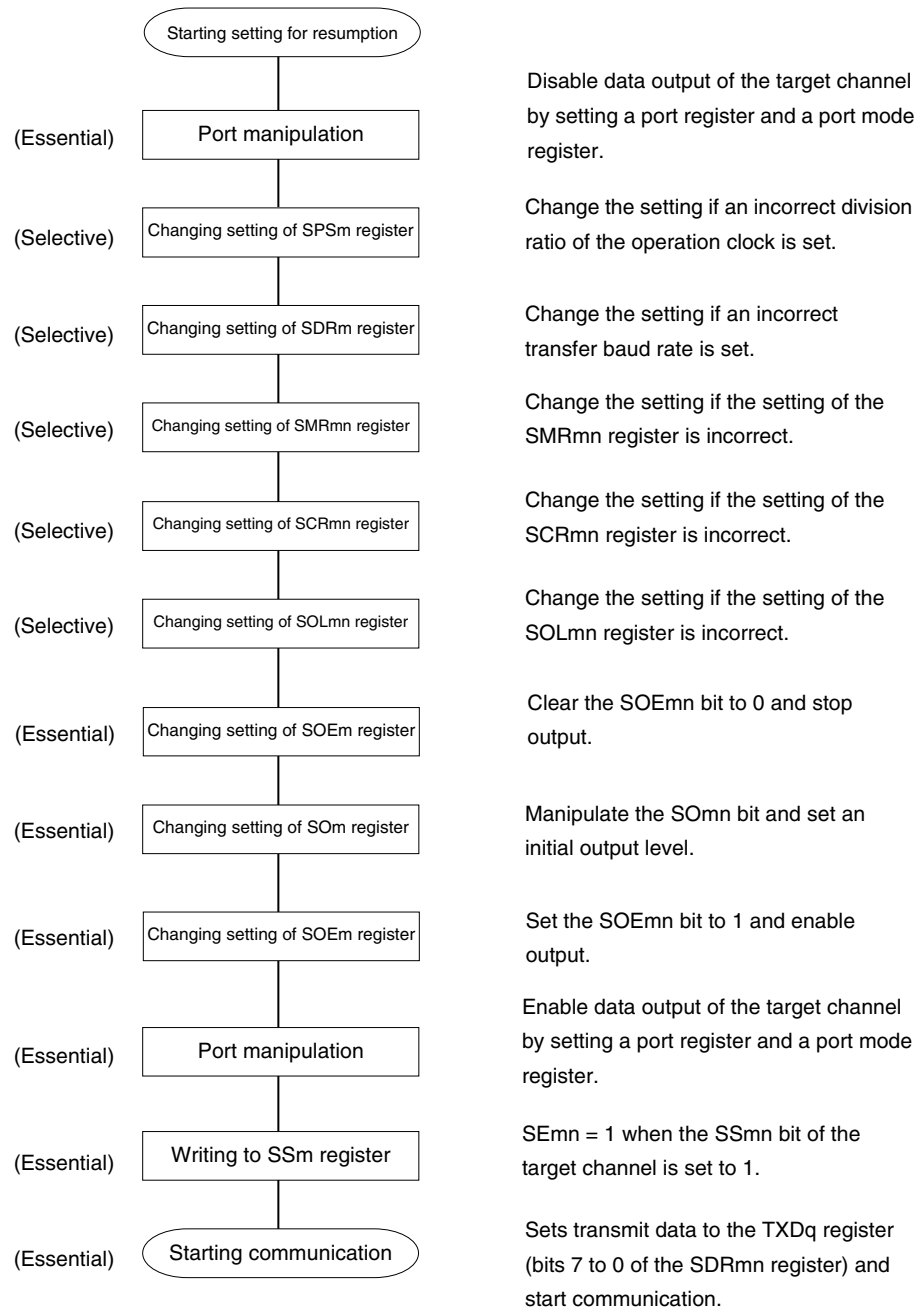 Starting setting for resumption
(Essential)
Port manipulation
Disable data output of the target channel
by setting a port register and a port mode
register.
(Selective)
Changing setting of SPSm register
Change the setting if an incorrect division
ratio of the operation clock is set.
(Selective)
Changing setting of SDRm register
Change the setting if an incorrect
transfer baud rate is set.
(Selective)
Changing setting of SMRmn register
Change the setting if the setting of the
SMRmn register is incorrect.
(Selective)
Changing setting of SCRmn register
Change the setting if the setting of the
SCRmn register is incorrect.
(Selective)
Changing setting of SOLmn register
Change the setting if the setting of the
SOLmn register is incorrect.
(Essential)
Changing setting of SOEm register
Clear the SOEmn bit to 0 and stop
output.
(Essential)
Changing setting of SOm register
Manipulate the SOmn bit and set an
initial output level.
(Essential)
Changing setting of SOEm register
Set the SOEmn bit to 1 and enable
output.
(Essential)
Port manipulation
Enable data output of the target channel
by setting a port register and a port mode
register.
(Essential)
Writing to SSm register
SEmn = 1 when the SSmn bit of the
target channel is set to 1.
(Essential)
Starting communication
Sets transmit data to the TXDq register
(bits 7 to 0 of the SDRmn register) and
start communication.